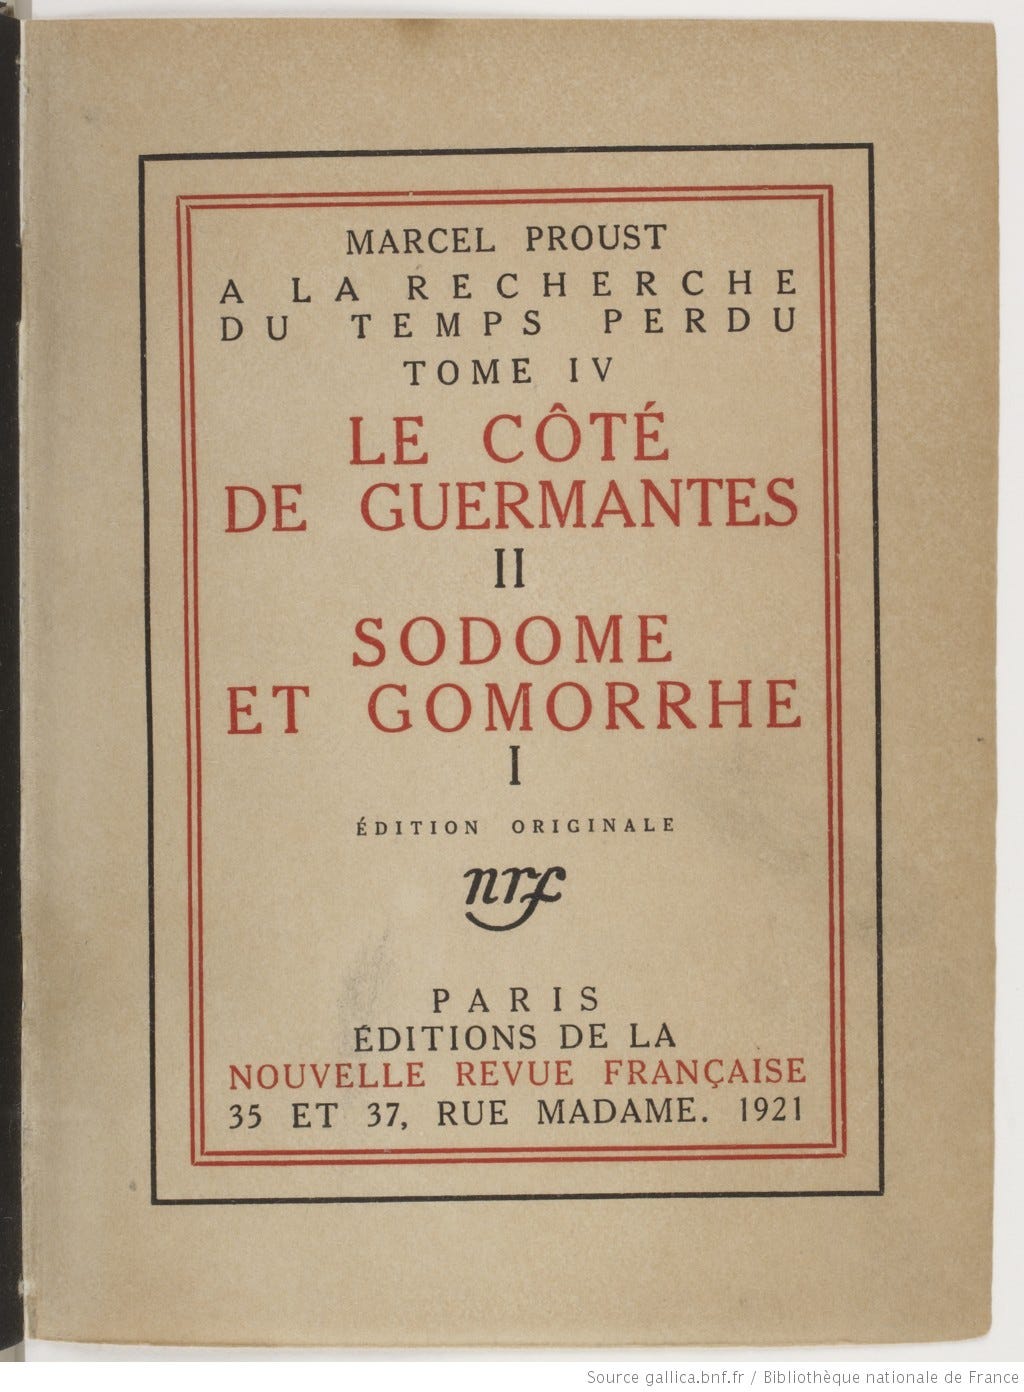 MARCEL PROUST
A LA RECHERCHE
DU TEMPS PERDU
TOME IV
LE CÔTÉ
DE GUERMANTES
II
SODOME
ET GOMORRHE
I
ÉDITION ORIGINALE
nrf
PARIS
ÉDITIONS DE LA
NOUVELLE REVUE FRANÇAISE
35 ET 37, RUE MADAME. 1921
Source gallica.bnf.fr / Bibliothèque nationale de France